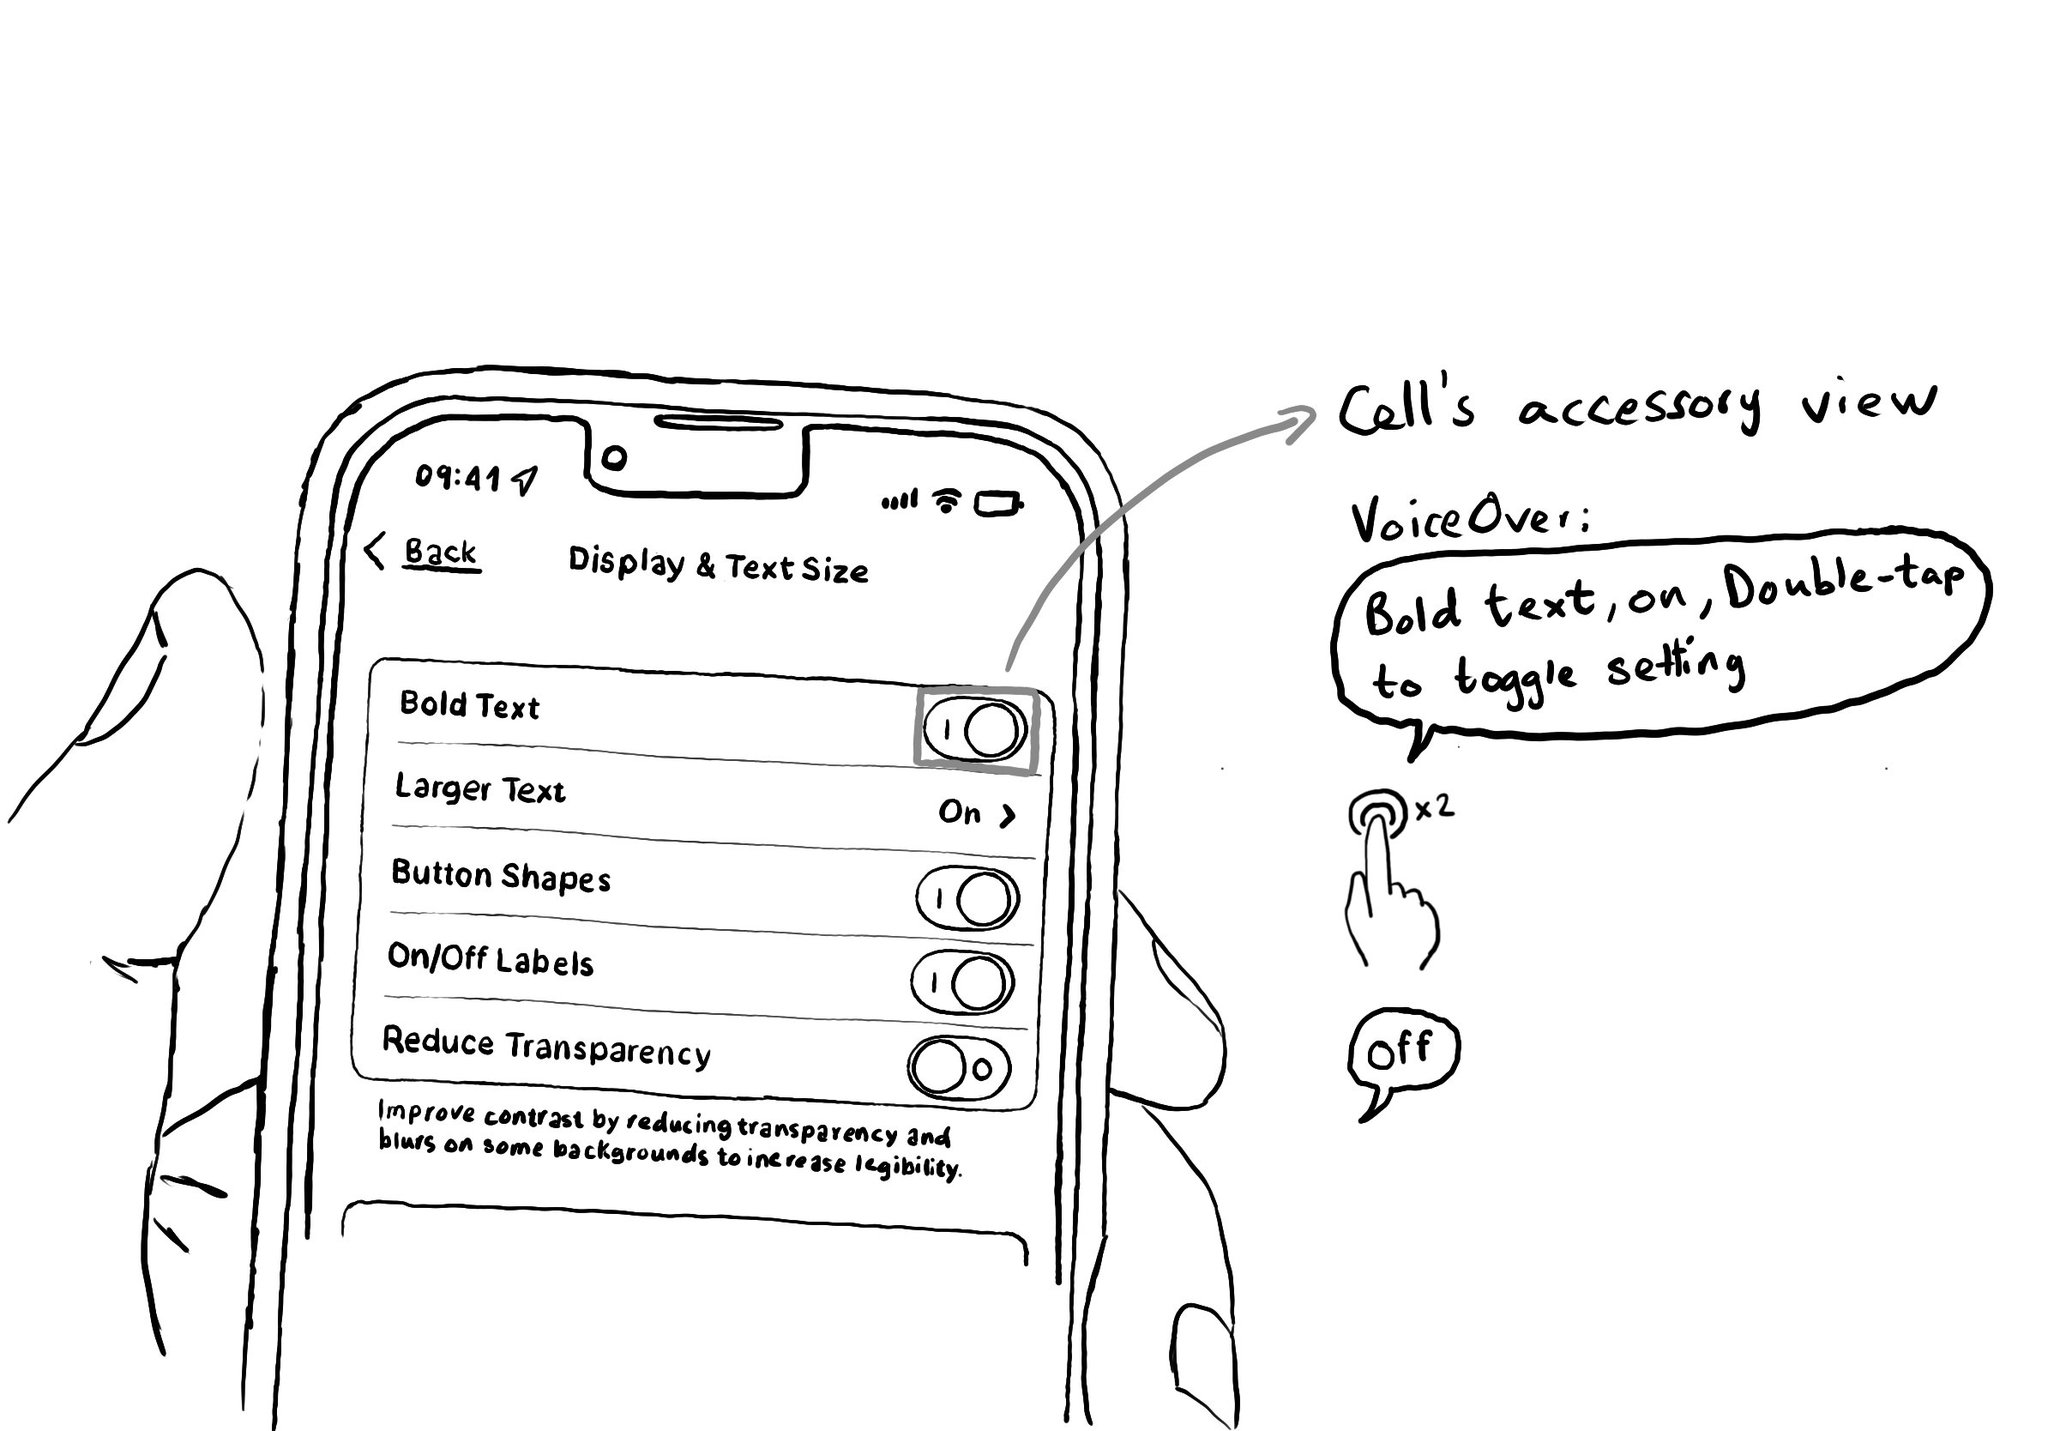 09:41
Back
Display & Text Size
Bold Text
Larger Text
On
Button Shapes
On/Off Labels
Reduce Transparency
Improve contrast by reducing transparency and
blurs on some backgrounds to increase legibility.
Cell's accessory view
VoiceOver:
Bold text, on, Double-tap
to toggle setting
x2
Off